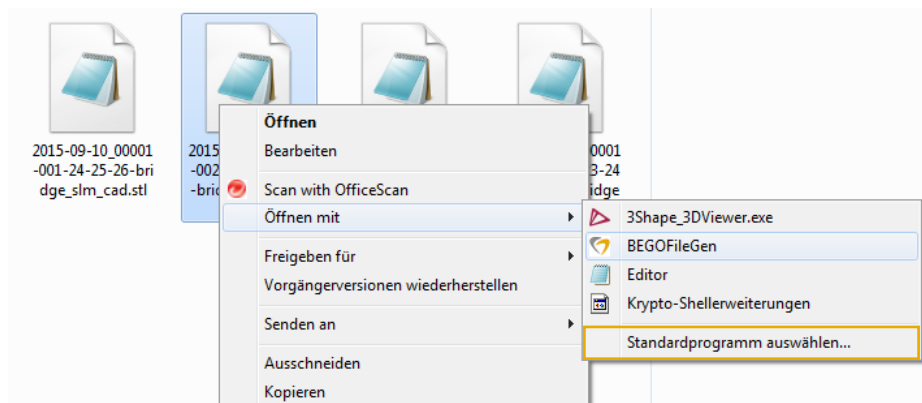 2015-09-10_00001
-001-24-25-26-bri
dge_slm_cad.stl
2015
-002
-brid
0001
3-24
idge
Öffnen
Bearbeiten
Scan with OfficeScan
Öffnen mit
Freigeben für
Vorgängerversionen wiederherstellen
Senden an
Ausschneiden
Kopieren
3Shape_3DViewer.exe
BEGOFileGen
Editor
Krypto-Shellerweiterungen
Standardprogramm auswählen...